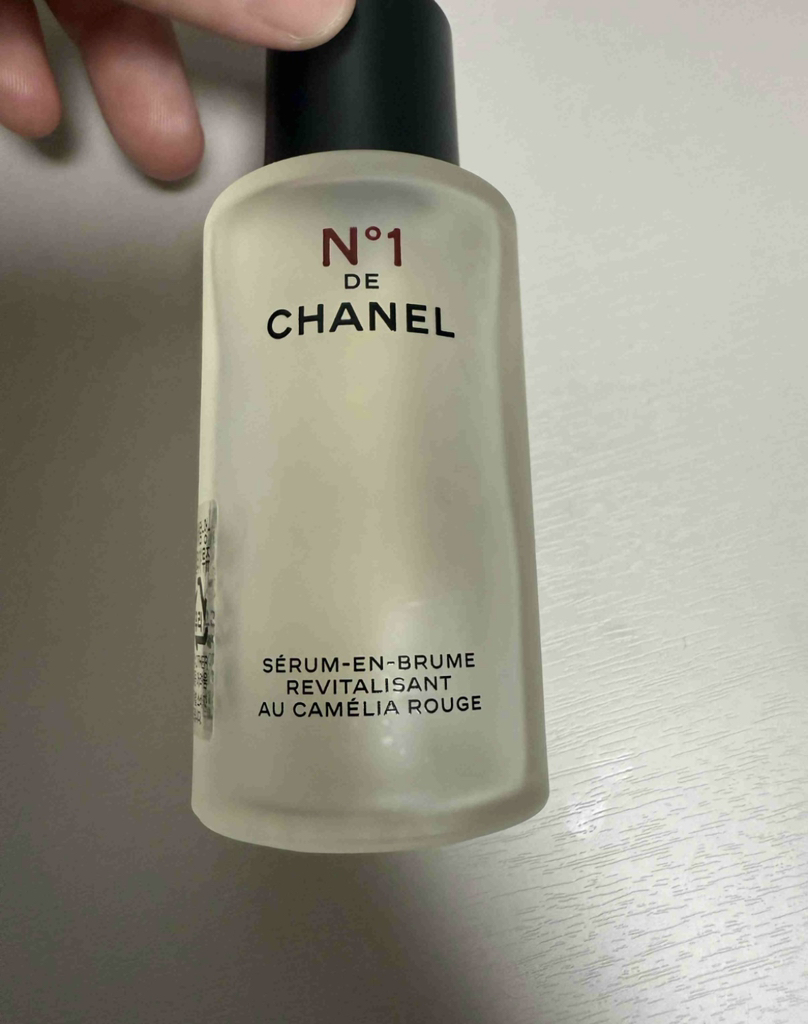 N°1
DE
CHANEL
SÉRUM-EN-BRUME
REVITALISANT
AU CAMÉLIA ROUGE